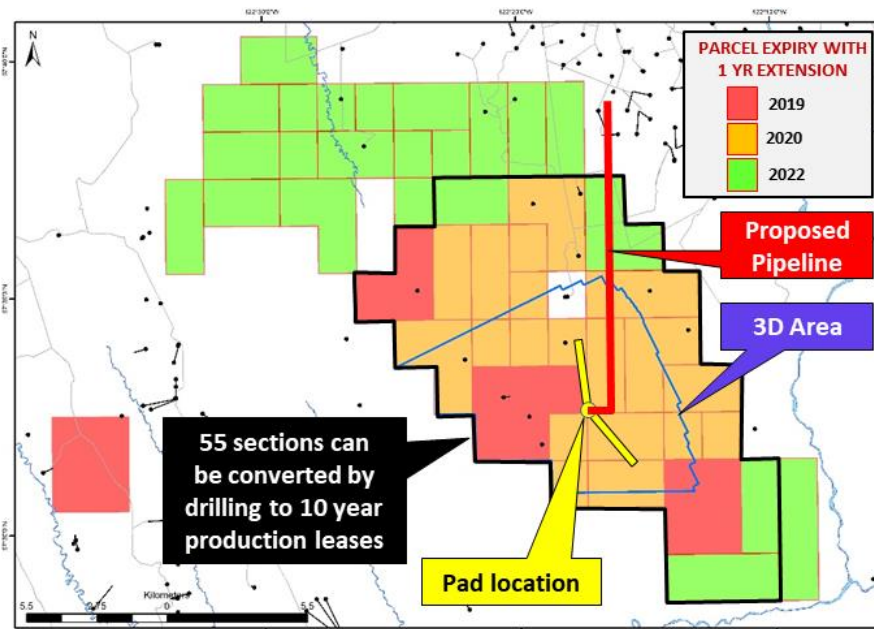 N
PARCEL EXPIRY WITH
1 YR EXTENSION
2019
2020
2022
Proposed
Pipeline
3D Area
55 sections can
be converted by
drilling to 10 year
production leases
Pad location
Kilometers
5.5
0
5.5